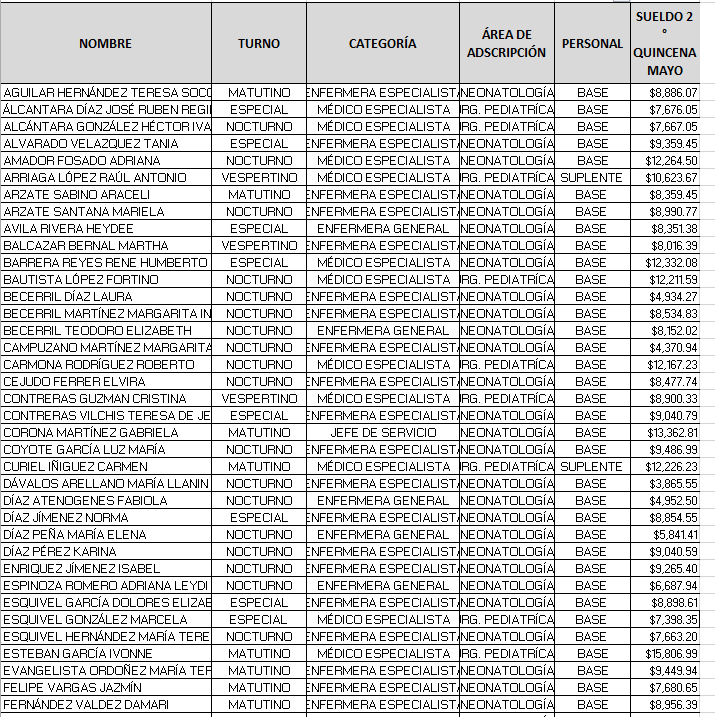 NOMBRE TURNO CATEGORÍA ÁREA DE ADSCRIPCIÓN PERSONAL SUELDO 2 ° QUINCENA MAYO
AGUILAR HERNÁNDEZ TERESA SOCO MATUTINO ENFERMERA ESPECIALISTA NEONATOLOGÍA BASE $8,886.07
ÁLCANTARA DÍAZ JOSÉ RUBEN REGI ESPECIAL MÉDICO ESPECIALISTA URG. PEDIATRÍCA BASE $7,676.05
ALCÁNTARA GONZÁLEZ HÉCTOR IVA NOCTURNO MÉDICO ESPECIALISTA URG. PEDIATRÍCA BASE $7,667.05
ALVARADO VELAZQUEZ TANIA ESPECIAL ENFERMERA ESPECIALISTA NEONATOLOGÍA BASE $9,359.45
AMADOR FOSADO ADRIANA NOCTURNO MÉDICO ESPECIALISTA NEONATOLOGÍA BASE $12,264.50
ARRIAGA LÓPEZ RAÚL ANTONIO VESPERTINO MÉDICO ESPECIALISTA URG. PEDIATRÍCA SUPLENTE $10,623.67
ARZATE SABINO ARACELI MATUTINO ENFERMERA ESPECIALISTA NEONATOLOGÍA BASE $8,359.45
ARZATE SANTANA MARIELA NOCTURNO ENFERMERA ESPECIALISTA NEONATOLOGÍA BASE $8,990.77
AVILA RIVERA HEYDEE ESPECIAL ENFERMERA GENERAL NEONATOLOGÍA BASE $8,351.38
BALCAZAR BERNAL MARTHA VESPERTINO ENFERMERA ESPECIALISTA NEONATOLOGÍA BASE $8,016.39
BARRERA REYES RENE HUMBERTO ESPECIAL MÉDICO ESPECIALISTA NEONATOLOGÍA BASE $12,332.08
BAUTISTA LÓPEZ FORTINO NOCTURNO MÉDICO ESPECIALISTA URG. PEDIATRÍCA BASE $12,211.59
BECERRIL DÍAZ LAURA NOCTURNO ENFERMERA ESPECIALISTA NEONATOLOGÍA BASE $4,934.27
BECERRIL MARTÍNEZ MARGARITA IN NOCTURNO ENFERMERA ESPECIALISTA NEONATOLOGÍA BASE $8,534.83
BECERRIL TEODORO ELIZABETH NOCTURNO ENFERMERA GENERAL NEONATOLOGÍA BASE $8,152.02
CAMPUZANO MARTÍNEZ MARGARITA NOCTURNO ENFERMERA ESPECIALISTA NEONATOLOGÍA BASE $4,370.94
CARMONA RODRÍGUEZ ROBERTO NOCTURNO MÉDICO ESPECIALISTA URG. PEDIATRÍCA BASE $12,167.23
CEJUDO FERRER ELVIRA NOCTURNO ENFERMERA ESPECIALISTA NEONATOLOGÍA BASE $8,477.74
CONTRERAS GUZMAN CRISTINA VESPERTINO MÉDICO ESPECIALISTA URG. PEDIATRÍCA BASE $8,900.33
CONTRERAS VILCHIS TERESA DE JE ESPECIAL ENFERMERA ESPECIALISTA NEONATOLOGÍA BASE $9,040.79
CORONA MARTÍNEZ GABRIELA MATUTINO JEFE DE SERVICIO NEONATOLOGÍA BASE $13,362.81
COYOTE GARCÍA LUZ MARÍA NOCTURNO ENFERMERA ESPECIALISTA NEONATOLOGÍA BASE $9,486.99
CURIEL IÑIGUEZ CARMEN MATUTINO MÉDICO ESPECIALISTA URG. PEDIATRÍCA SUPLENTE $12,226.23
DÁVALOS ARELLANO MARÍA LLANIN NOCTURNO ENFERMERA ESPECIALISTA NEONATOLOGÍA BASE $3,865.55
DÍAZ ATENOGENES FABIOLA NOCTURNO ENFERMERA GENERAL NEONATOLOGÍA BASE $4,952.50
DÍAZ JÍMENEZ NORMA ESPECIAL ENFERMERA ESPECIALISTA NEONATOLOGÍA BASE $8,854.55
DÍAZ PEÑA MARÍA ELENA NOCTURNO ENFERMERA GENERAL NEONATOLOGÍA BASE $5,841.41
DÍAZ PÉREZ KARINA NOCTURNO ENFERMERA ESPECIALISTA NEONATOLOGÍA BASE $9,040.59
ENRIQUEZ JÍMENEZ ISABEL NOCTURNO ENFERMERA ESPECIALISTA NEONATOLOGÍA BASE $9,265.40
ESPINOZA ROMERO ADRIANA LEYDI NOCTURNO ENFERMERA GENERAL NEONATOLOGÍA BASE $6,687.94
ESQUIVEL GARCÍA DOLORES ELIZAB ESPECIAL ENFERMERA ESPECIALISTA NEONATOLOGÍA BASE $8,898.61
ESQUIVEL GONZÁLEZ MARCELA ESPECIAL MÉDICO ESPECIALISTA URG. PEDIATRÍCA BASE $7,398.35
ESQUIVEL HERNÁNDEZ MARÍA TERE NOCTURNO ENFERMERA ESPECIALISTA NEONATOLOGÍA BASE $7,663.20
ESTEBAN GARCÍA IVONNE MATUTINO MÉDICO ESPECIALISTA URG. PEDIATRÍCA BASE $15,806.99
EVANGELISTA ORDOÑEZ MARÍA TER MATUTINO ENFERMERA ESPECIALISTA NEONATOLOGÍA BASE $9,449.94
FELIPE VARGAS JAZMÍN MATUTINO ENFERMERA ESPECIALISTA NEONATOLOGÍA BASE $7,680.65
FERNÁNDEZ VALDEZ DAMARI MATUTINO ENFERMERA ESPECIALISTA NEONATOLOGÍA BASE $8,956.39